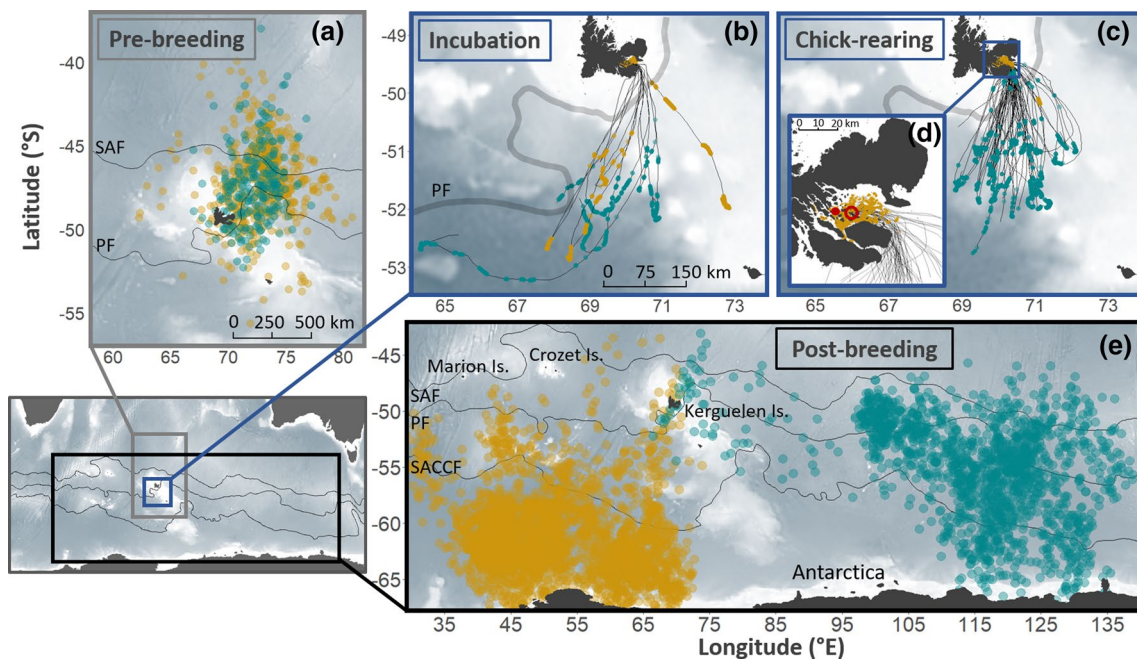 Pre-breeding (a)
Latitude (°S)
-40
-45
-50
-55
SAF
PF
0 250 500 km
60 65 70 75 80
Incubation (b)
-49
-50
-51
-52
-53
PF
0 75 150 km
65 67 69 71 73
Chick-rearing (c)
0 10 20 km
(d)
69 71 73
Post-breeding (e)
-45
-50
-55
-60
-65
Marion Is.
Crozet Is.
Kerguelen Is.
SAF
PF
SACCF
Antarctica
35 45 55 65 75 85 95 105 115 125 135
Longitude (°E)